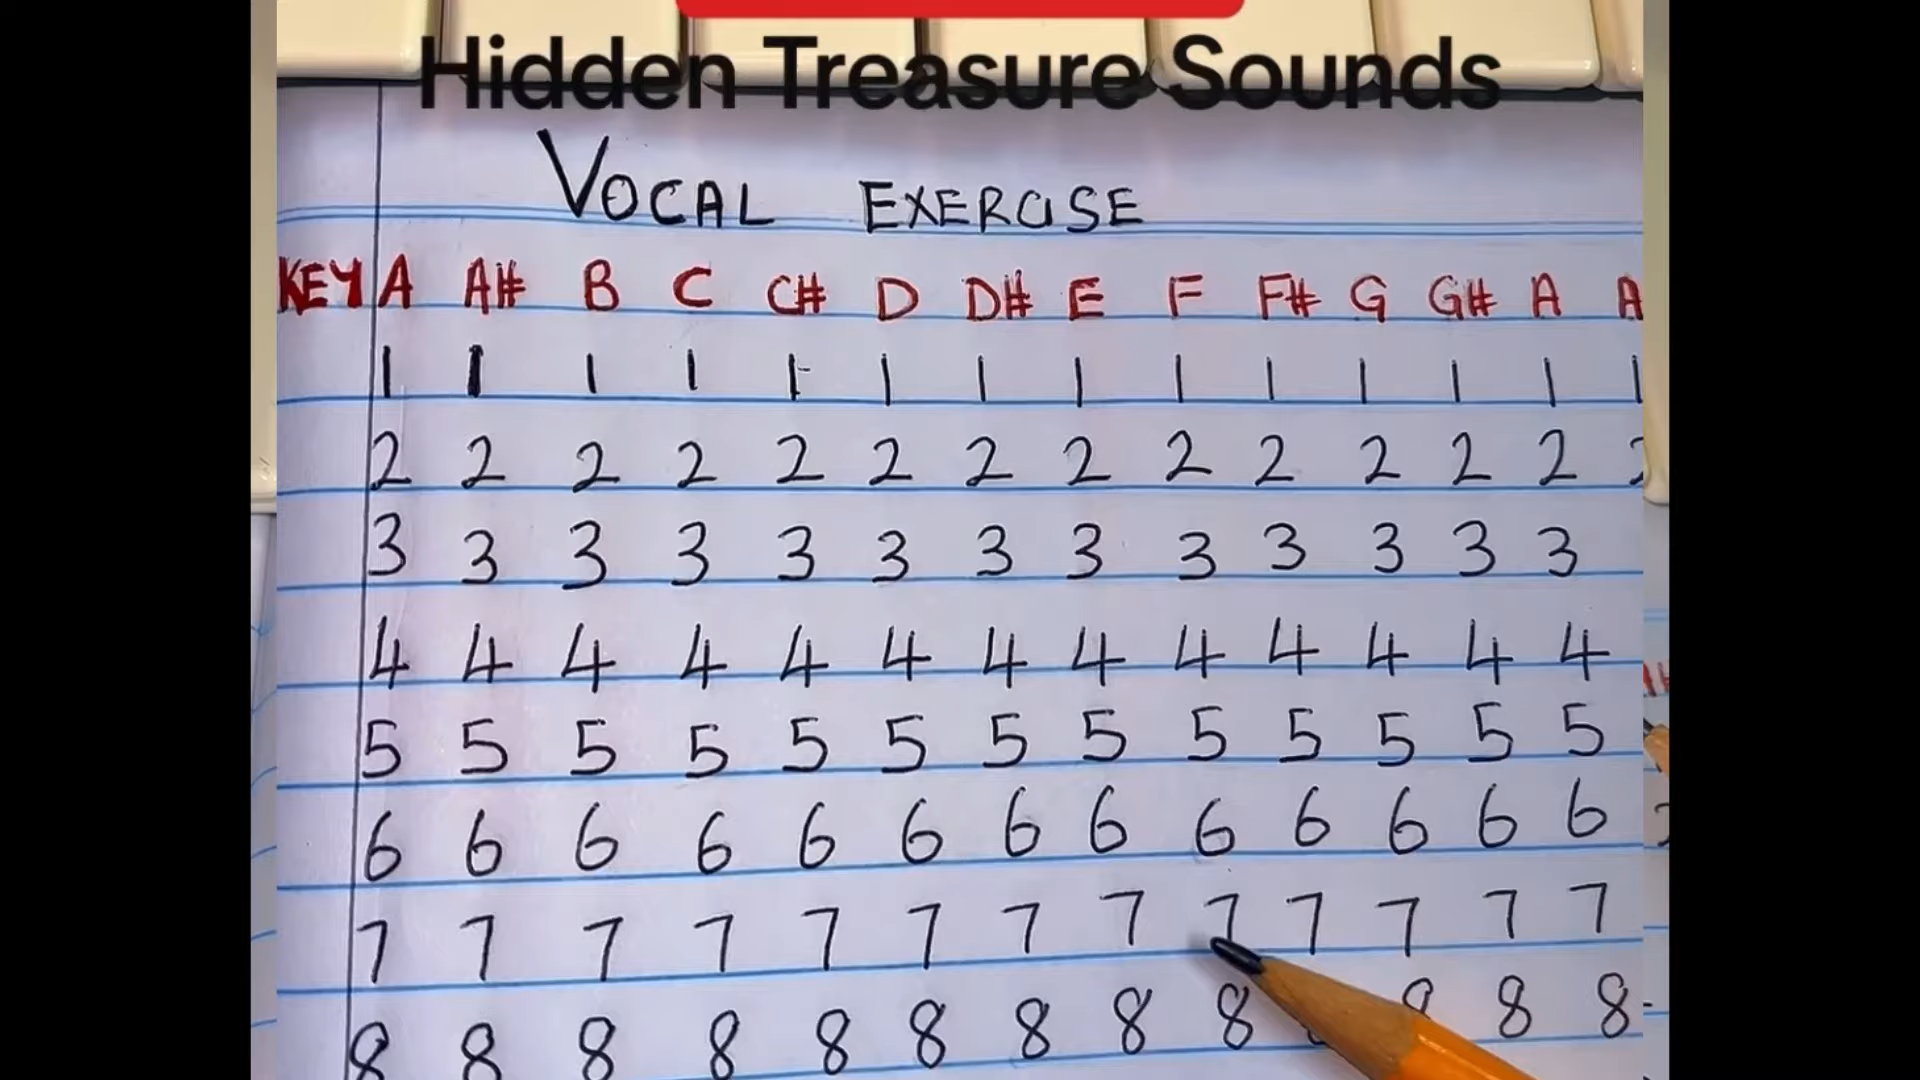 Hidden Treasure Sounds
VOCAL EXERCISE
KEY A A# B C C# D D# E F F# G G# A A
1 1 1 1 1 1 1 1 1 1 1 1 1 1
2 2 2 2 2 2 2 2 2 2 2 2 2
3 3 3 3 3 3 3 3 3 3 3 3 3
4 4 4 4 4 4 4 4 4 4 4 4 4
5 5 5 5 5 5 5 5 5 5 5 5 5
6 6 6 6 6 6 6 6 6 6 6 6 6
7 7 7 7 7 7 7 7 7 7 7 7 7
8 8 8 8 8 8 8 8 8 8 8 8